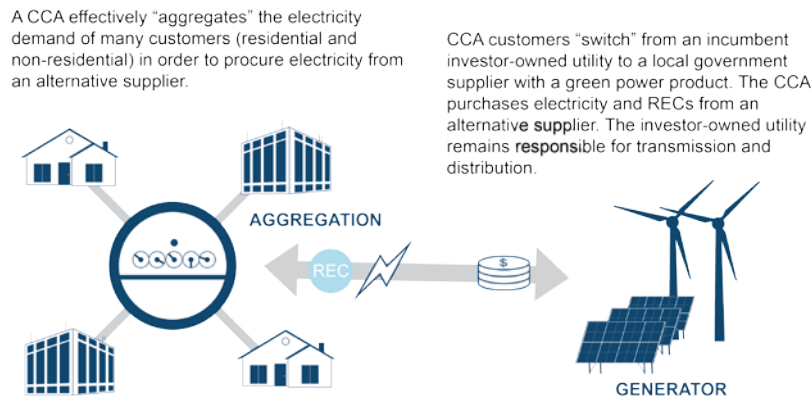 A CCA effectively “aggregates” the electricity
demand of many customers (residential and
non-residential) in order to procure electricity from
an alternative supplier.
CCA customers “switch” from an incumbent
investor-owned utility to a local government
supplier with a green power product. The CCA
purchases electricity and RECs from an
alternative supplier. The investor-owned utility
remains responsible for transmission and
distribution.
AGGREGATION
REC
$
GENERATOR